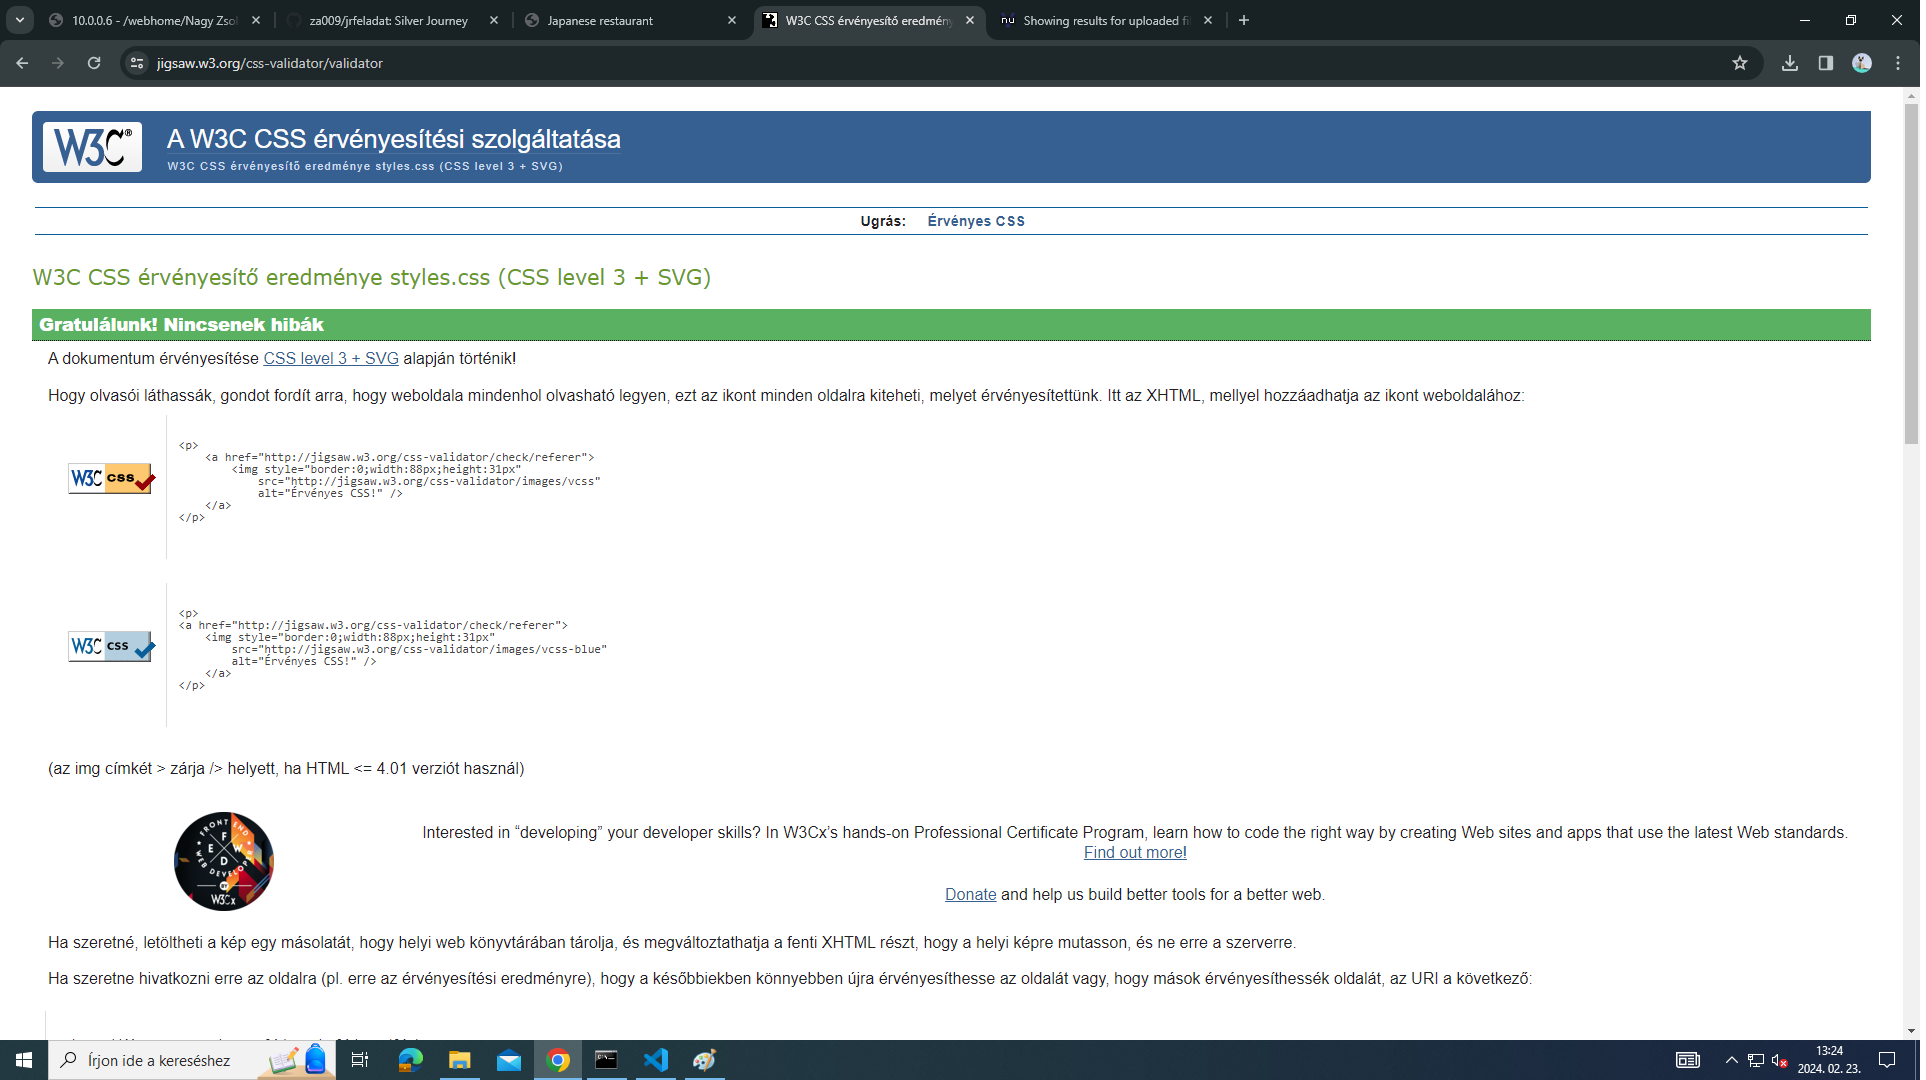 10.0.0.6 - /webhome/Nagy Zsol
za009/jrfeladat: Silver Journey
Japanese restaurant
W3C CSS érvényesítő eredmény
nu
Showing results for uploaded fi
jigsaw.w3.org/css-validator/validator
W3C®
A W3C CSS érvényesítési szolgáltatása
W3C CSS érvényesítő eredménye styles.css (CSS level 3 + SVG)
Ugrás: Érvényes CSS
W3C CSS érvényesítő eredménye styles.css (CSS level 3 + SVG)
Gratulálunk! Nincsenek hibák
A dokumentum érvényesítése CSS level 3 + SVG alapján történik!
Hogy olvasói láthassák, gondot fordít arra, hogy weboldala mindenhol olvasható legyen, ezt az ikont minden oldalra kiteheti, melyet érvényesítettünk. Itt az XHTML, mellyel hozzáadhatja az ikont weboldalához:
W3C CSS
<p>
<a href="http://jigsaw.w3.org/css-validator/check/referer">
<img style="border:0;width:88px;height:31px"
src="http://jigsaw.w3.org/css-validator/images/vcss"
alt="Érvényes CSS!" />
</a>
</p>
W3C CSS
<p>
<a href="http://jigsaw.w3.org/css-validator/check/referer">
<img style="border:0;width:88px;height:31px"
src="http://jigsaw.w3.org/css-validator/images/vcss-blue"
alt="Érvényes CSS!" />
</a>
</p>
(az img címkét > zárja /> helyett, ha HTML <= 4.01 verziót használ)
FRONT END
F
E W
D
WEB DEVELOPER
BY
W3Cx
Interested in “developing” your developer skills? In W3Cx’s hands-on Professional Certificate Program, learn how to code the right way by creating Web sites and apps that use the latest Web standards.
Find out more!
Donate and help us build better tools for a better web.
Ha szeretné, letöltheti a kép egy másolatát, hogy helyi web könyvtárában tárolja, és megváltoztathatja a fenti XHTML részt, hogy a helyi képre mutasson, és ne erre a szerverre.
Ha szeretne hivatkozni erre az oldalra (pl. erre az érvényesítési eredményre), hogy a későbbiekben könnyebben újra érvényesíthesse az oldalát vagy, hogy mások érvényesíthessék oldalát, az URI a következő:
Írjon ide a kereséshez
13:24
2024. 02. 23.